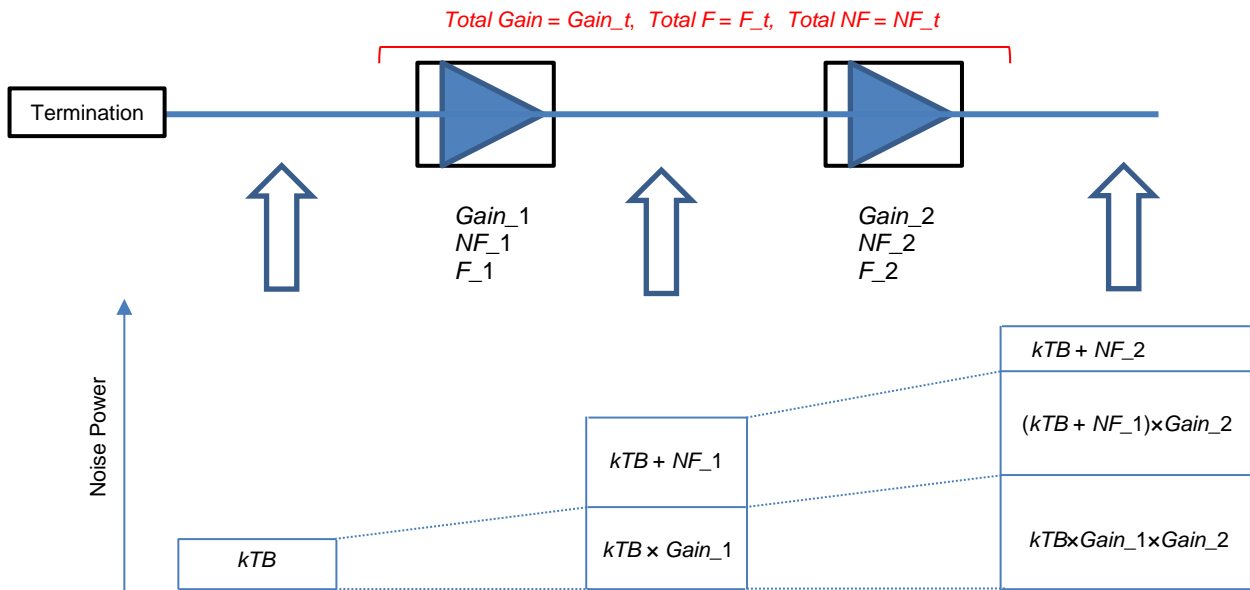 Total Gain = Gain_t, Total F = F_t, Total NF = NF_t
Termination
Gain_1
NF_1
F_1
Gain_2
NF_2
F_2
Noise Power
kTB
kTB + NF_1
kTB × Gain_1
kTB + NF_2
(kTB + NF_1)×Gain_2
kTB×Gain_1×Gain_2